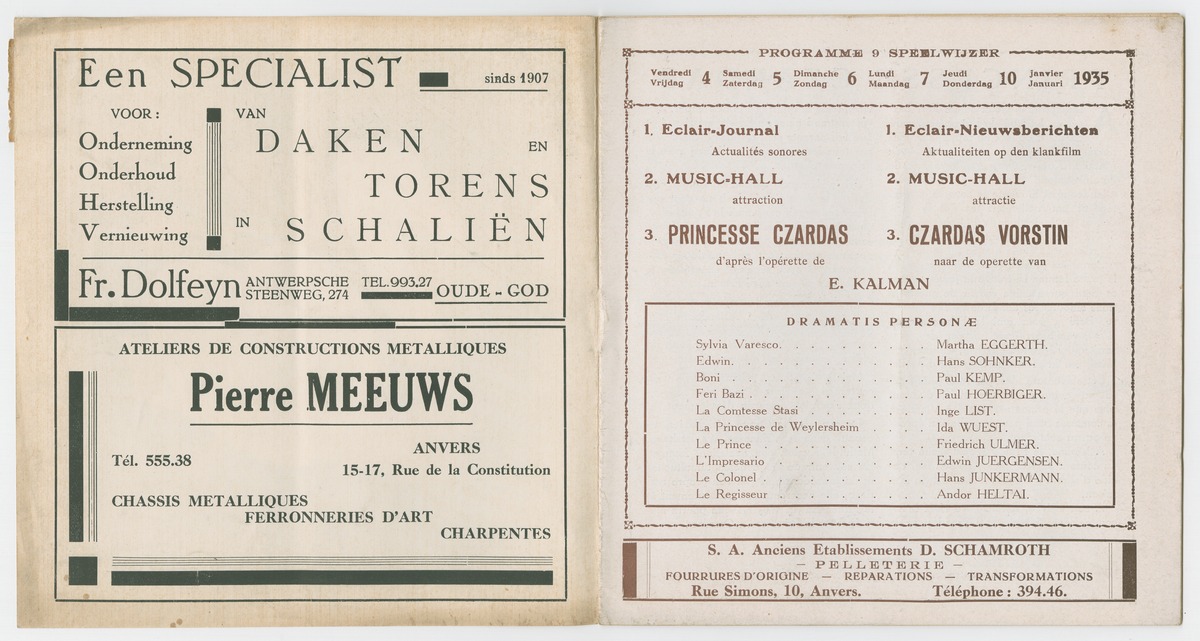 Een SPECIALIST sinds 1907
VOOR :
Onderneming
Onderhoud
Herstelling
Vernieuwing
VAN
DAKEN EN
TORENS
IN SCHALIËN
Fr. Dolfeyn ANTWERPSCHE STEENWEG, 274 TEL. 993.27 OUDE - GOD
ATELIERS DE CONSTRUCTIONS METALLIQUES
Pierre MEEUWS
ANVERS
Tél. 555.38 15-17, Rue de la Constitution
CHASSIS METALLIQUES
FERRONNERIES D'ART
CHARPENTES
PROGRAMME 9 SPEELWIJZER
Vendredi Vrijdag 4 Samedi Zaterdag 5 Dimanche Zondag 6 Lundi Maandag 7 Jeudi Donderdag 10 Janvier Januari 1935
1. Eclair-Journal
Actualités sonores
2. MUSIC-HALL
attraction
3. PRINCESSE CZARDAS
d'après l'opérette de
1. Eclair-Nieuwsberichten
Aktualiteiten op den klankfilm
2. MUSIC-HALL
attractie
3. CZARDAS VORSTIN
naar de operette van
E. KALMAN
DRAMATIS PERSONÆ
Sylvia Varesco. . . . . . . . . . Martha EGGERTH.
Edwin. . . . . . . . . . . . . Hans SOHNKER.
Boni . . . . . . . . . . . . . Paul KEMP.
Feri Bazi . . . . . . . . . . . . Paul HOERBIGER.
La Comtesse Stasi . . . . . . . . Inge LIST.
La Princesse de Weylersheim . . . . Ida WUEST.
Le Prince . . . . . . . . . . . Friedrich ULMER.
L'Impresario . . . . . . . . . . Edwin JUERGENSEN.
Le Colonel . . . . . . . . . . . Hans JUNKERMANN.
Le Regisseur . . . . . . . . . . Andor HELTAI.
S. A. Anciens Etablissements D. SCHAMROTH
— PELLETERIE —
FOURRURES D'ORIGINE — REPARATIONS — TRANSFORMATIONS
Rue Simons, 10, Anvers. Téléphone : 394.46.